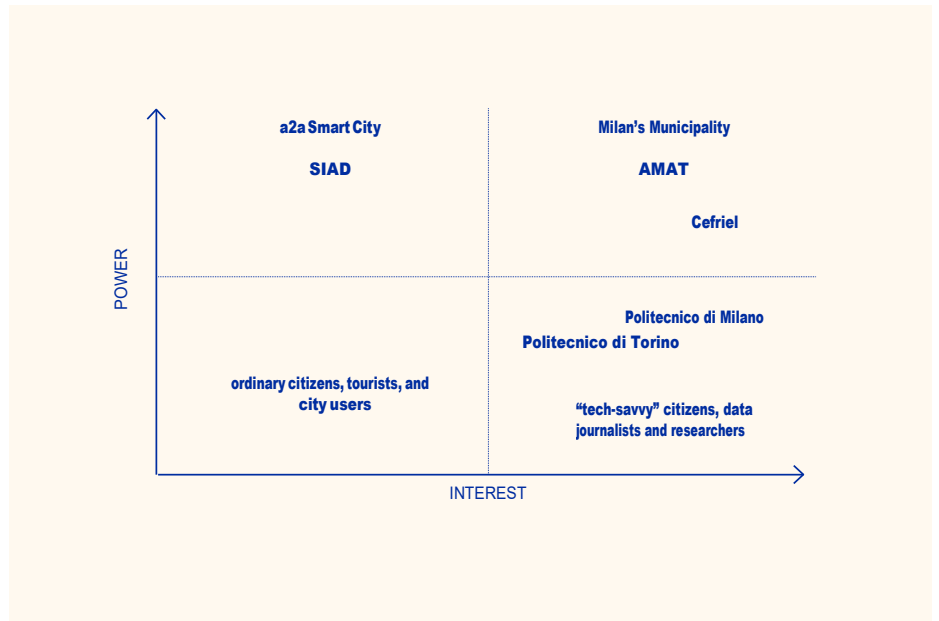 a2a Smart City
Milan's Municipality
SIAD
AMAT
Cefriel
POWER
Politecnico di Milano
Politecnico di Torino
ordinary citizens, tourists, and
city users
“tech-savvy” citizens, data
journalists and researchers
INTEREST